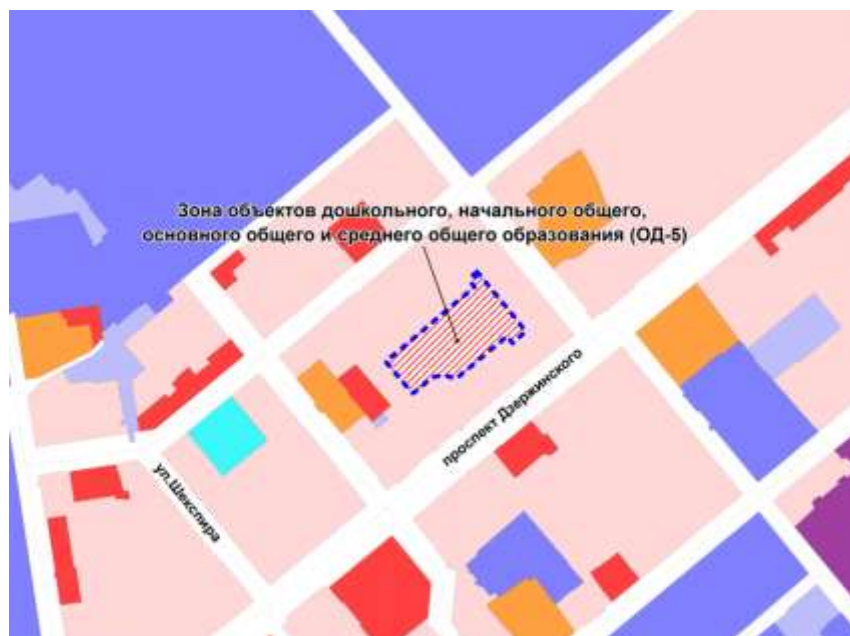 Зона объектов дошкольного, начального общего,
основного общего и среднего общего образования (ОД-5)
проспект Дзержинского
ул.Шекспира